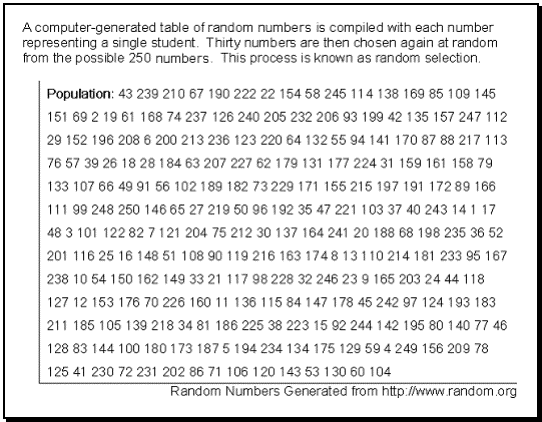 A computer-generated table of random numbers is compiled with each number
representing a single student.  Thirty numbers are then chosen again at random
from the possible 250 numbers.  This process is known as random selection.
Population: 43 239 210 67 190 222 22 154 58 245 114 138 169 85 109 145
151 69 2 19 61 168 74 237 126 240 205 232 206 93 199 42 135 157 247 112
29 152 196 208 6 200 213 236 123 220 64 132 55 94 141 170 87 88 217 113
76 57 39 26 18 28 184 63 207 227 62 179 131 177 224 31 159 161 158 79
133 107 66 49 91 56 102 189 182 73 229 171 155 215 197 191 172 89 166
111 99 248 250 146 65 27 219 50 96 192 35 47 221 103 37 40 243 14 1 17
48 3 101 122 82 7 121 204 75 212 30 137 164 241 20 188 68 198 235 36 52
201 116 25 16 148 51 108 90 119 216 163 174 8 13 110 214 181 233 95 167
238 10 54 150 162 149 33 21 117 98 228 32 246 23 9 165 203 24 44 118
127 12 153 176 70 226 160 11 136 115 84 147 178 45 242 97 124 193 183
211 185 105 139 218 34 81 186 225 38 223 15 92 244 142 195 80 140 77 46
128 83 144 100 180 173 187 5 194 234 134 175 129 59 4 249 156 209 78
125 41 230 72 231 202 86 71 106 120 143 53 130 60 104
Random Numbers Generated from http://www.random.org